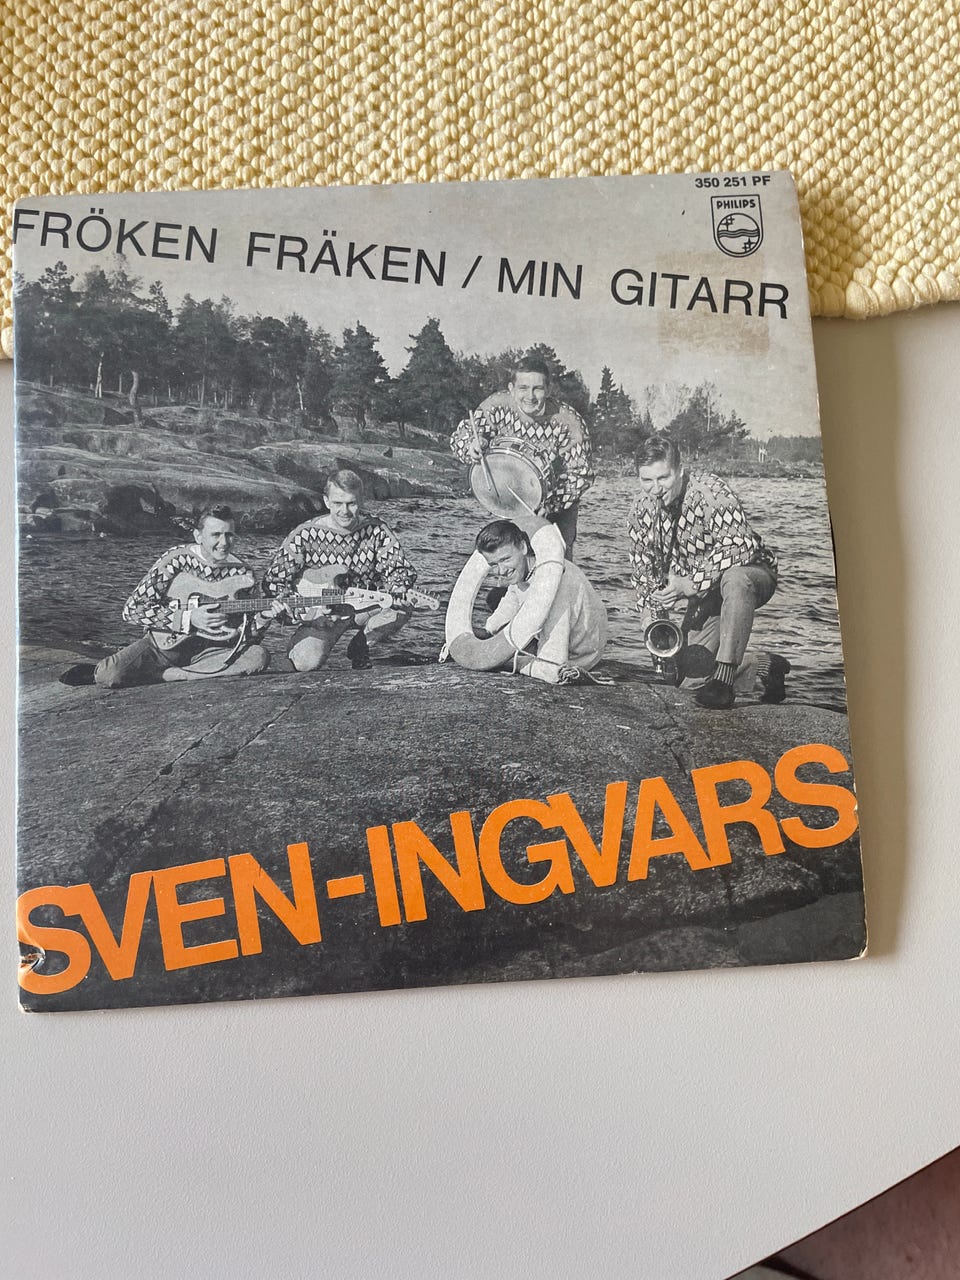 350 251 PF
PHILIPS
FRÖKEN FRÄKEN / MIN GITARR
SVEN-INGVARS